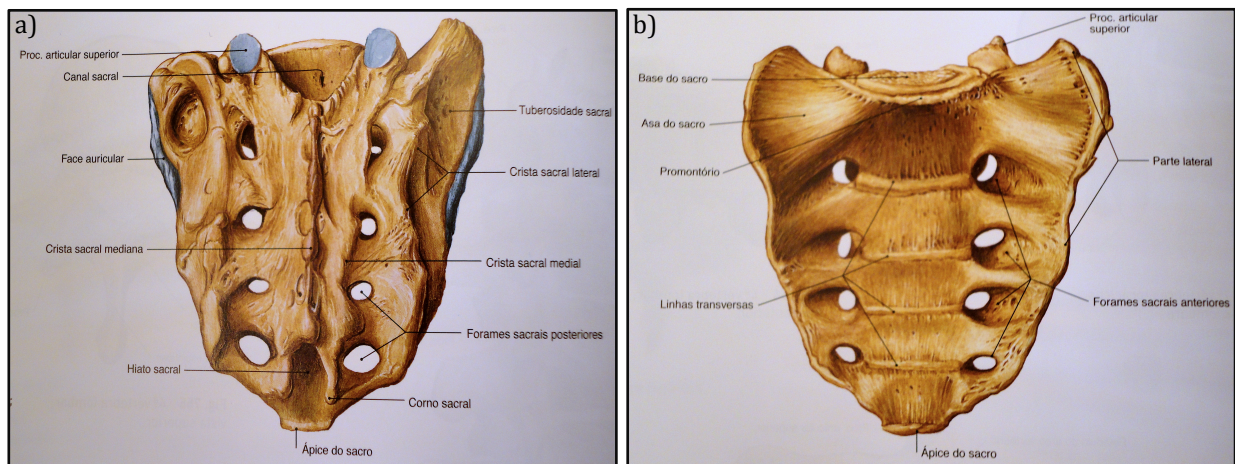 a)
Proc. articular superior
Canal sacral
Tuberosidade sacral
Face auricular
Crista sacral lateral
Crista sacral mediana
Crista sacral medial
Forames sacrais posteriores
Hiato sacral
Corno sacral
Ápice do sacro
b)
Proc. articular
superior
Base do sacro
Asa do sacro
Promontório
Parte lateral
Linhas transversas
Forames sacrais anteriores
Ápice do sacro